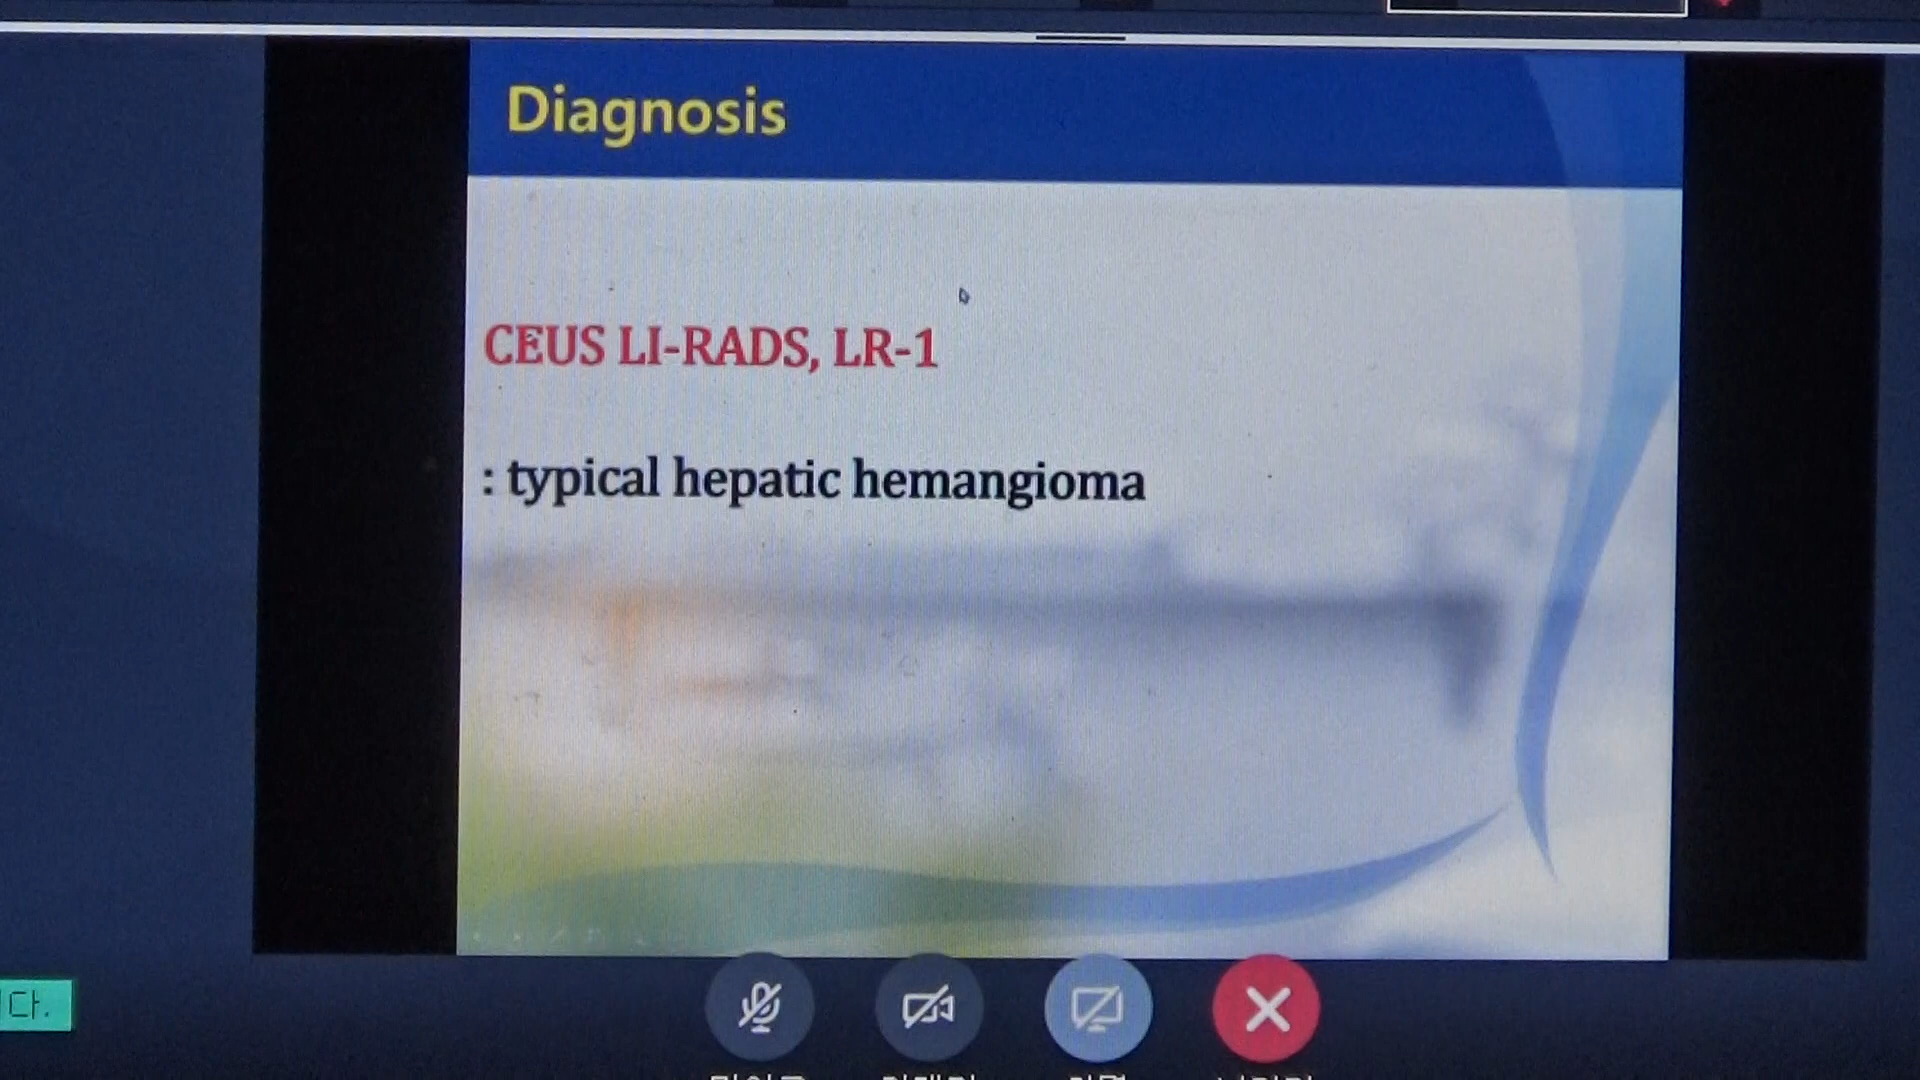 Diagnosis
CEUS LI-RADS, LR-1
: typical hepatic hemangioma
다.